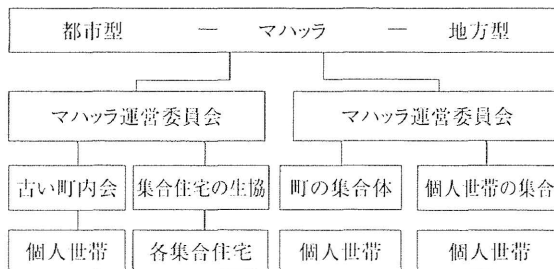 都市型 ― マハッラ ― 地方型
マハッラ運営委員会 マハッラ運営委員会
古い町内会 集合住宅の生協 町の集合体 個人世帯の集合
個人世帯 各集合住宅 個人世帯 個人世帯